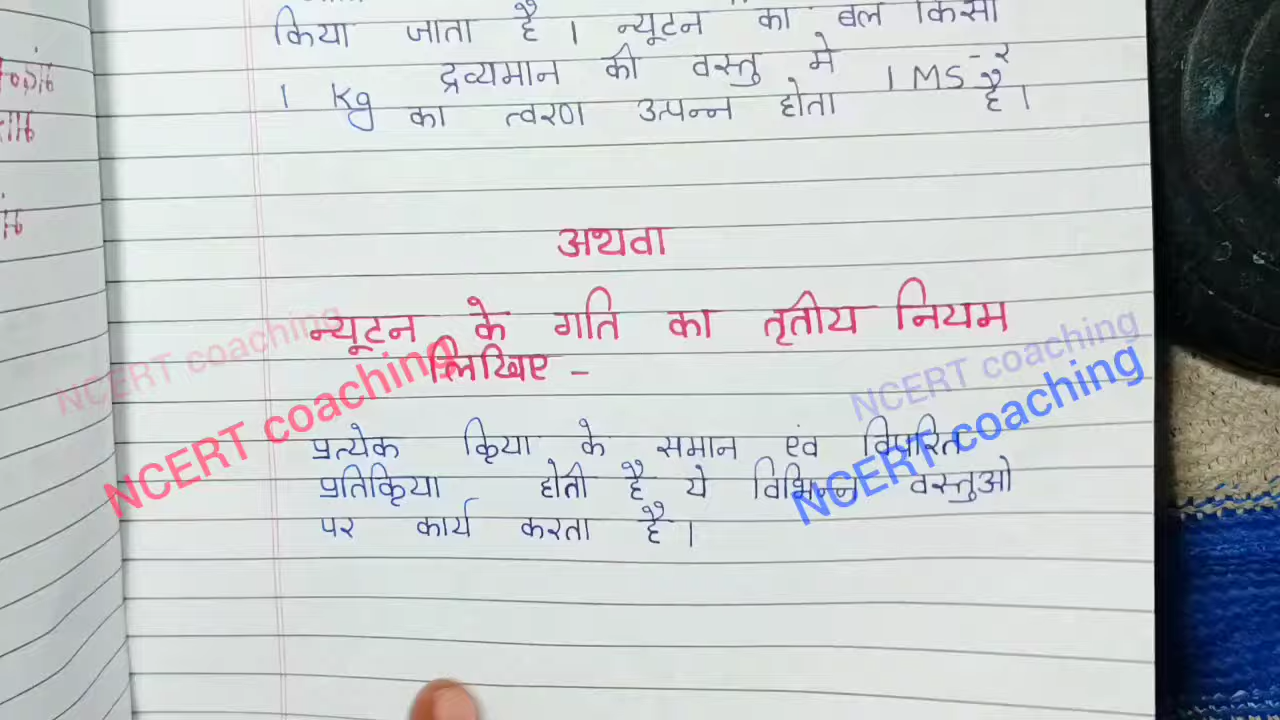 किया जाता है । न्यूटन का बल किसी
1 Kg द्रव्यमान की वस्तु मे 1 MS⁻²
का त्वरण उत्पन्न होता है।
अथवा
न्यूटन के गति का तृतीय नियम
लिखिए -
प्रत्येक क्रिया के समान एंव विपरित
प्रतिक्रिया होती है ये विभिन्न वस्तुओ
पर कार्य करता है।
NCERT coaching
NCERT coaching
NCERT coaching
NCERT coaching